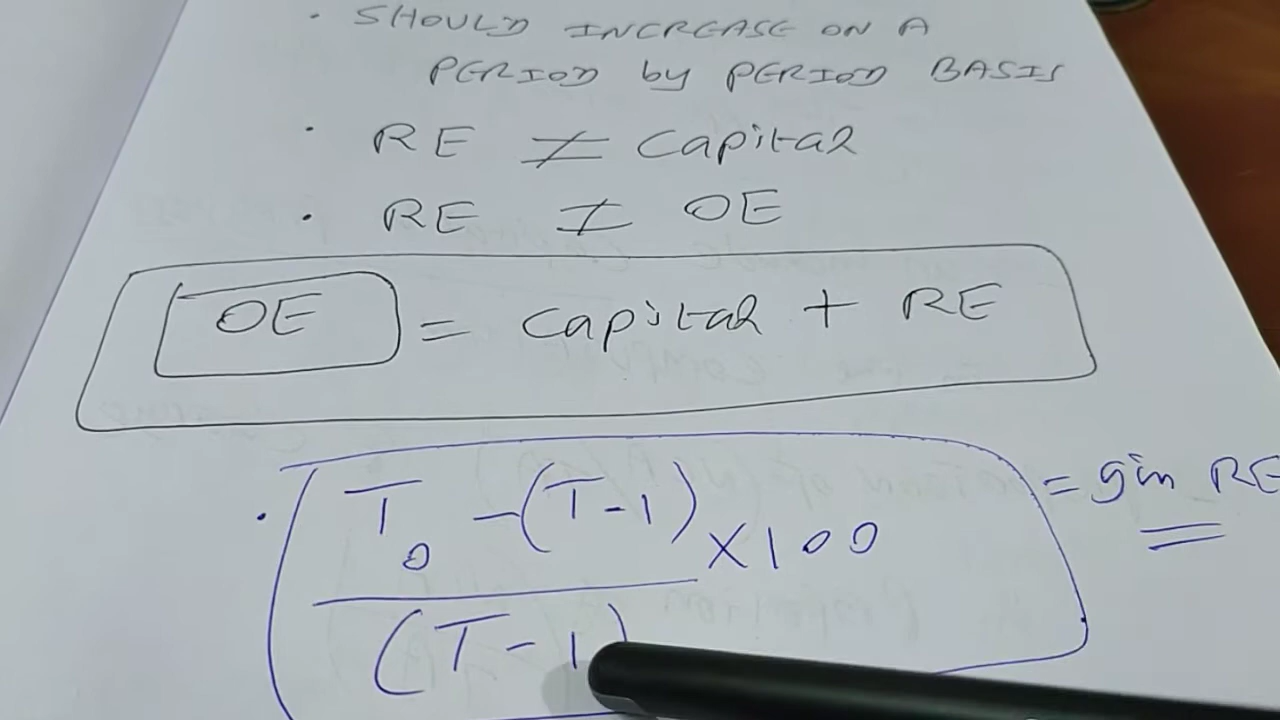 · SHOULD INCREASE ON A
PERIOD by PERIOD BASIS
· RE ≠ Capital
· RE ≠ OE
OE = Capital + RE
· T₀ - (T-1) × 100 = gin RE
(T-1)